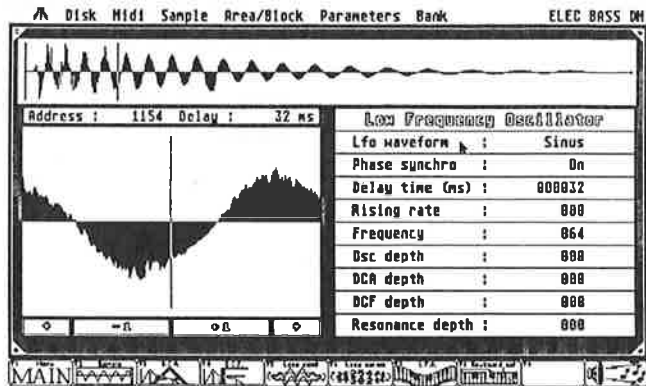 Disk Midi Sample Area/Block Parameters Bank ELEC BASS DM
Address : 1154 Delay : 32 ms
Low Frequency Oscillator
Lfo waveform : Sinus
Phase synchro : On
Delay time (ms) : 000032
Rising rate : 000
Frequency : 064
Osc depth : 000
DCA depth : 000
DCF depth : 000
Resonance depth : 000
MAIN